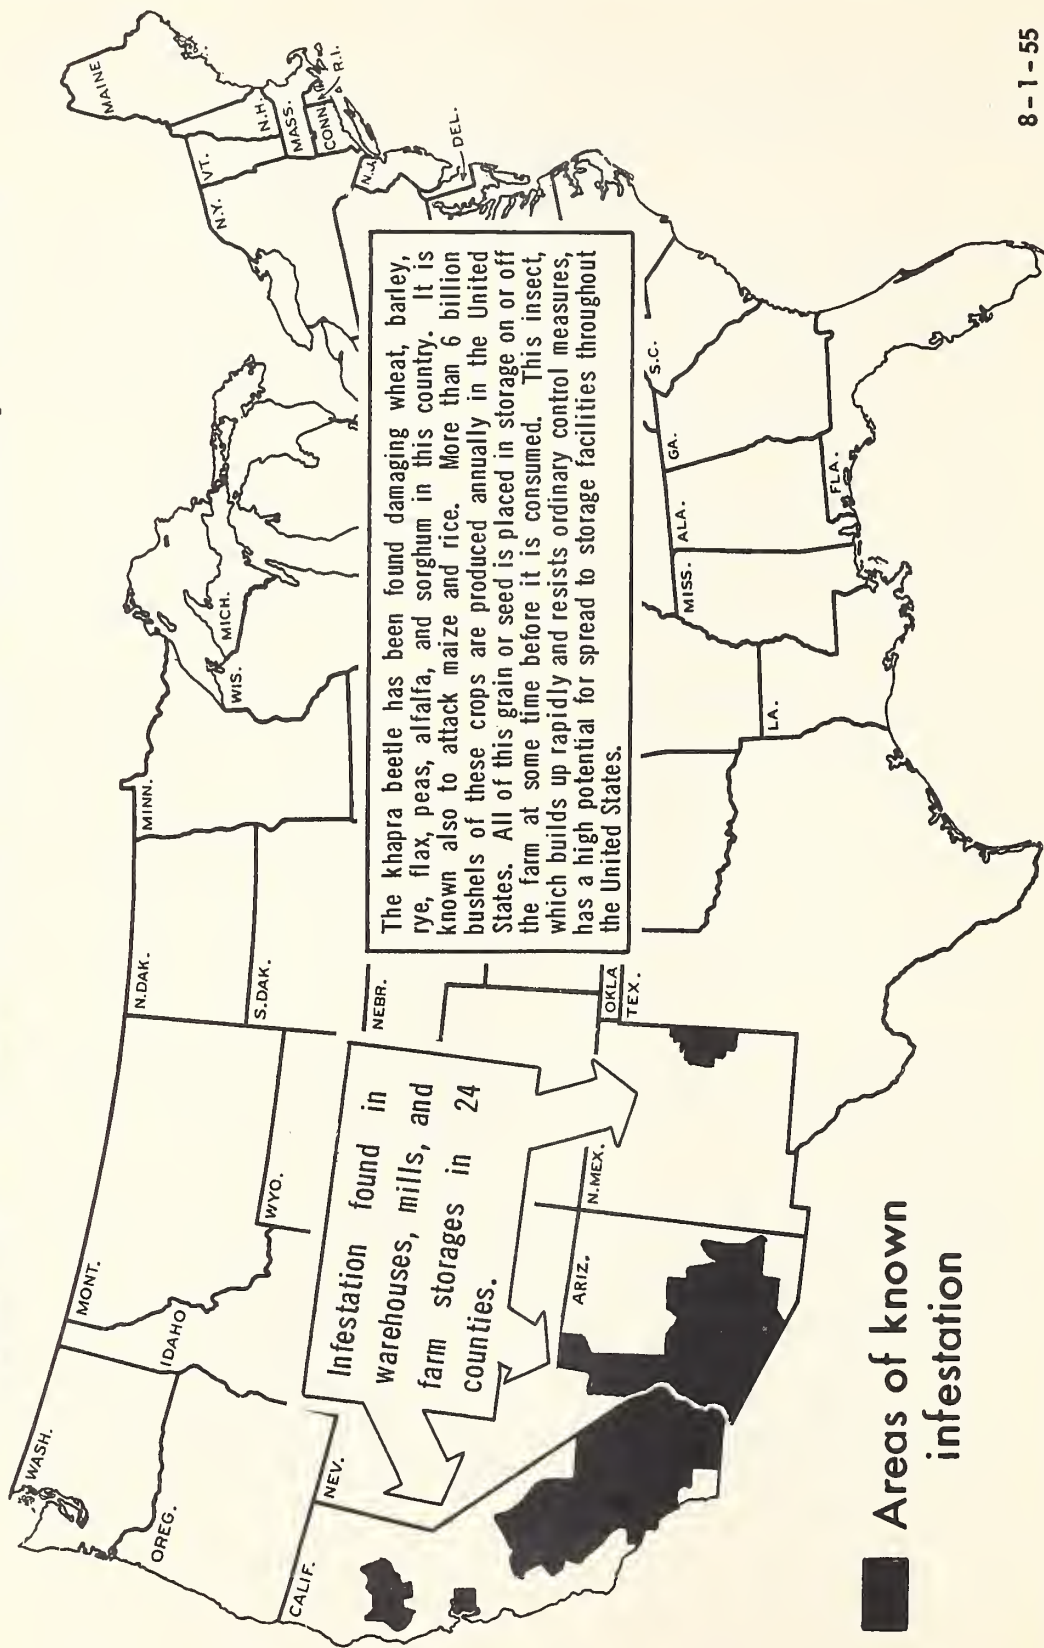 WASH.
MONT.
N.DAK.
MINN.
MAINE
VT.
N.Y.
N.H.
MASS.
CONN.
R.I.
OREG.
IDAHO
WYO.
S.DAK.
WIS.
MICH.
N.J.
DEL.
NEBR.
CALIF.
NEV.
Infestation found in
warehouses, mills, and
farm storages in 24
counties.
The khapra beetle has been found damaging wheat, barley,
rye, flax, peas, alfalfa, and sorghum in this country. It is
known also to attack maize and rice. More than 6 billion
bushels of these crops are produced annually in the United
States. All of this grain or seed is placed in storage on or off
the farm at some time before it is consumed. This insect,
which builds up rapidly and resists ordinary control measures,
has a high potential for spread to storage facilities throughout
the United States.
ARIZ.
N.MEX.
OKLA
TEX.
LA.
MISS.
ALA.
GA.
S.C.
FLA.
Areas of known
infestation
8-1-55